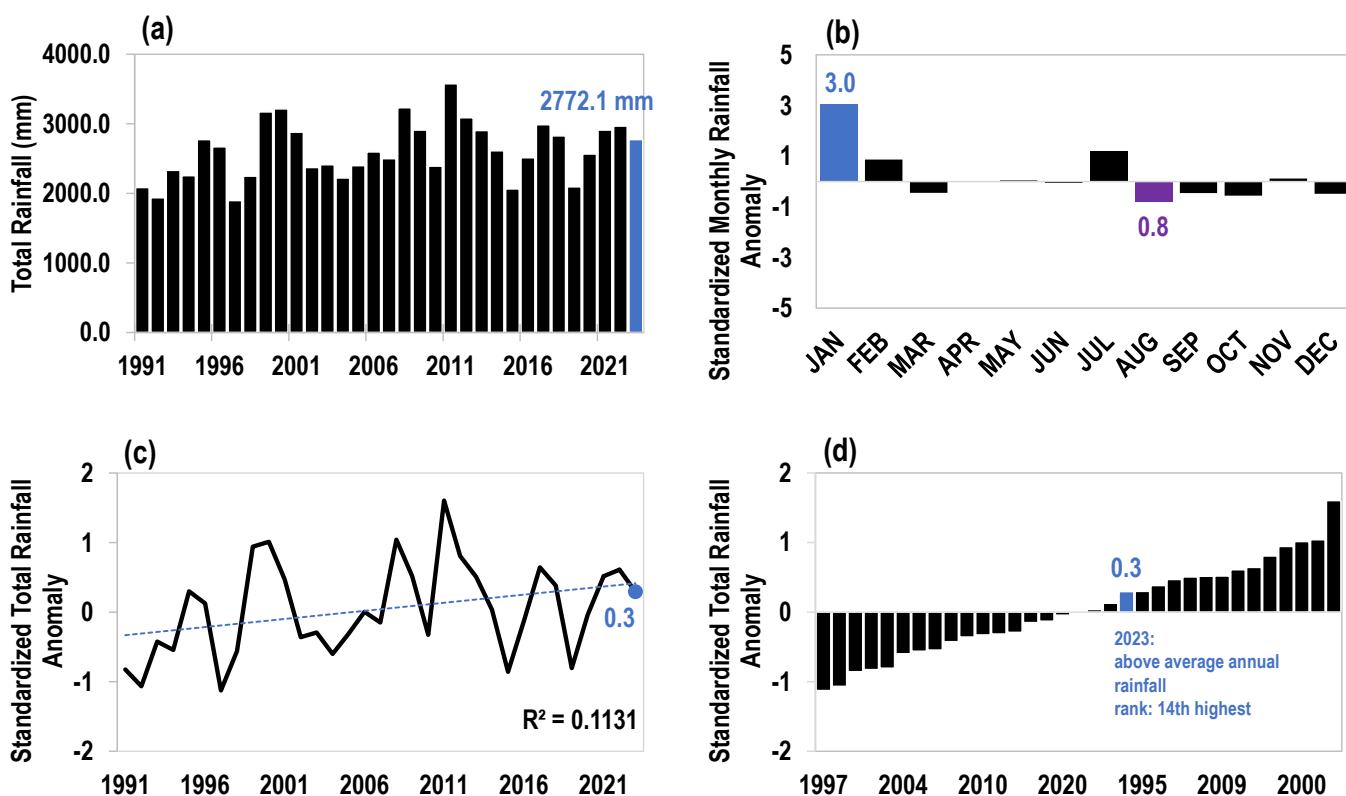 (a)
Total Rainfall (mm)
4000.0
3000.0
2000.0
1000.0
0.0
2772.1 mm
1991 1996 2001 2006 2011 2016 2021
(b)
Standardized Monthly Rainfall
Anomaly
5
3
1
-1
-3
-5
3.0
0.8
JAN FEB MAR APR MAY JUN JUL AUG SEP OCT NOV DEC
(c)
Standardized Total Rainfall
Anomaly
2
1
0
-1
-2
0.3
R² = 0.1131
1991 1996 2001 2006 2011 2016 2021
(d)
Standardized Total Rainfall
Anomaly
2
1
0
-1
-2
0.3
2023:
above average annual
rainfall
rank: 14th highest
1997 2004 2010 2020 1995 2009 2000